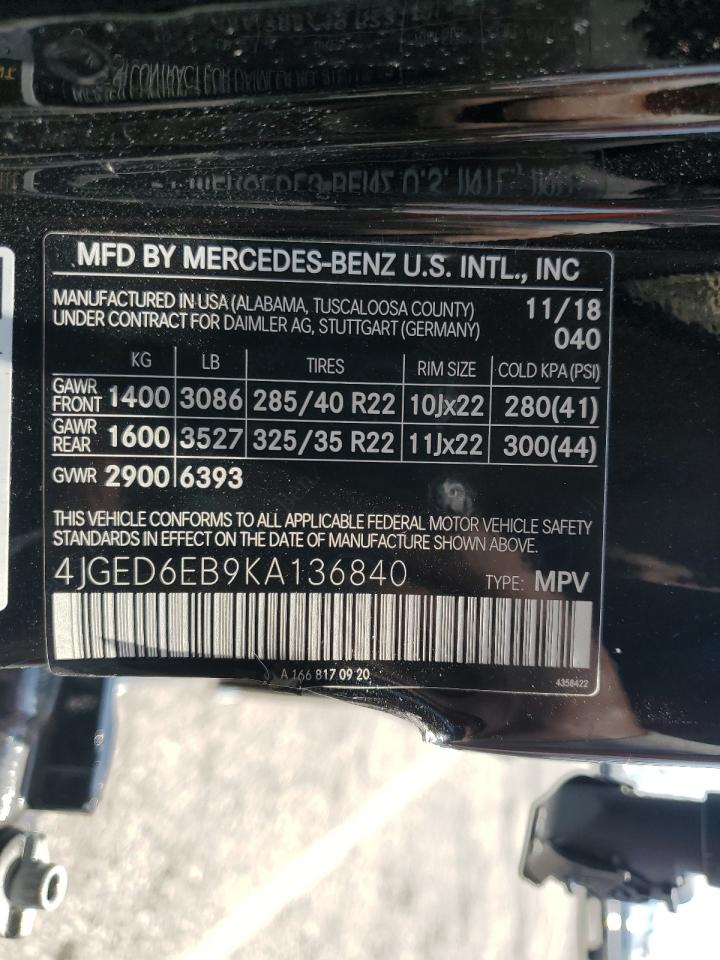 MFD BY MERCEDES-BENZ U.S. INTL., INC
MANUFACTURED IN USA (ALABAMA, TUSCALOOSA COUNTY) 11/18
UNDER CONTRACT FOR DAIMLER AG, STUTTGART (GERMANY) 040
KG LB TIRES RIM SIZE COLD KPA (PSI)
GAWR FRONT 1400 3086 285/40 R22 10Jx22 280(41)
GAWR REAR 1600 3527 325/35 R22 11Jx22 300(44)
GVWR 2900 6393
THIS VEHICLE CONFORMS TO ALL APPLICABLE FEDERAL MOTOR VEHICLE SAFETY
STANDARDS IN EFFECT ON THE DATE OF MANUFACTURE SHOWN ABOVE.
4JGED6EB9KA136840 TYPE: MPV
A 166 817 09 20
4358422